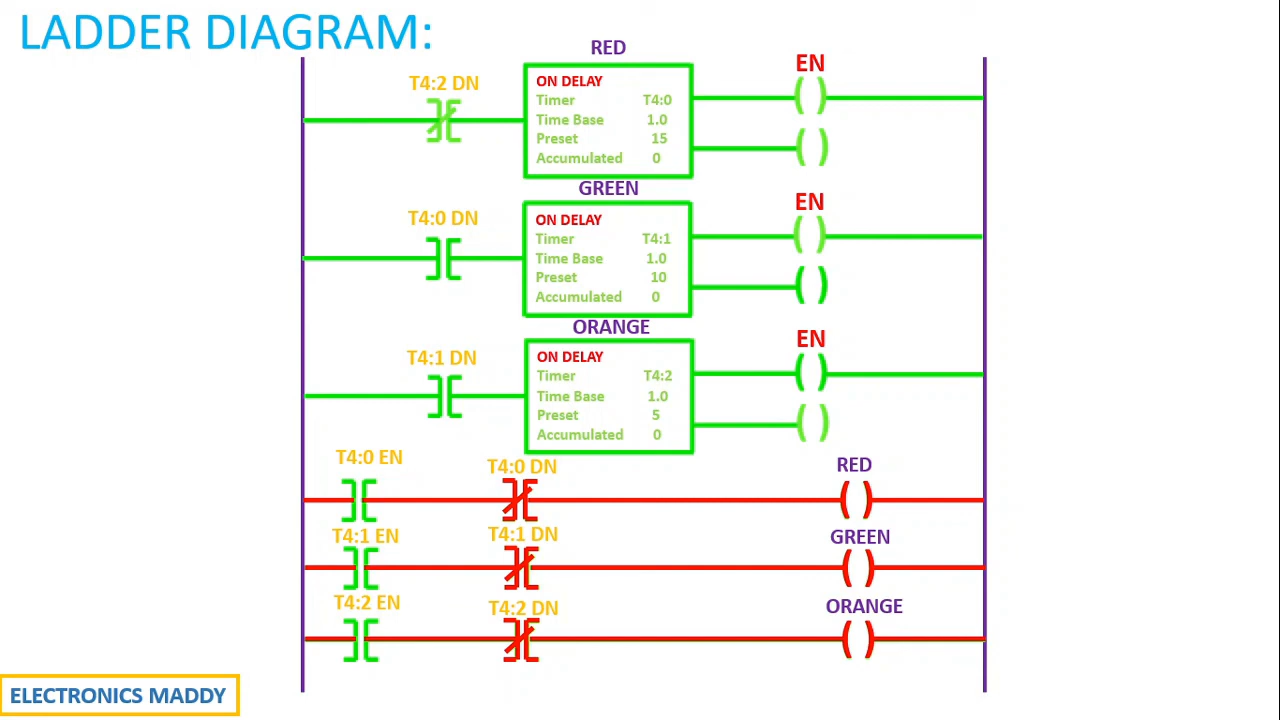 LADDER DIAGRAM:
RED
EN
T4:2 DN
ON DELAY
Timer T4:0
Time Base 1.0
Preset 15
Accumulated 0
GREEN
EN
T4:0 DN
ON DELAY
Timer T4:1
Time Base 1.0
Preset 10
Accumulated 0
ORANGE
EN
T4:1 DN
ON DELAY
Timer T4:2
Time Base 1.0
Preset 5
Accumulated 0
T4:0 EN
T4:0 DN
RED
T4:1 EN
T4:1 DN
GREEN
T4:2 EN
T4:2 DN
ORANGE
ELECTRONICS MADDY